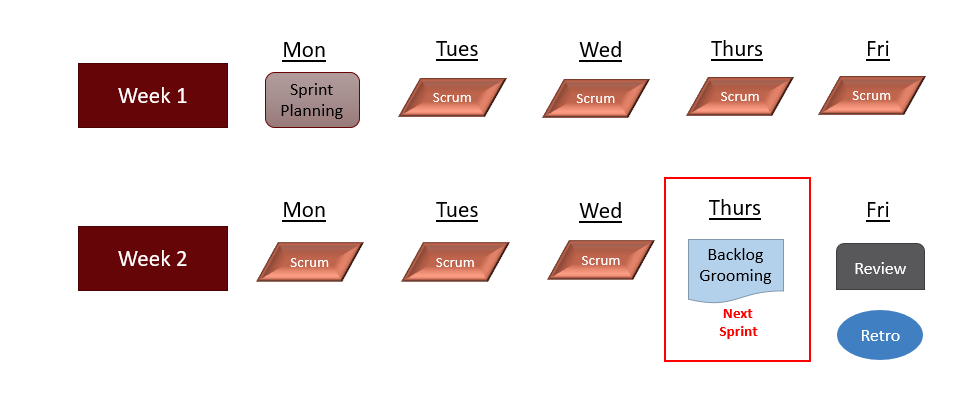 Mon Tues Wed Thurs Fri
Week 1
Sprint
Planning
Scrum
Scrum
Scrum
Scrum
Mon Tues Wed Thurs Fri
Week 2
Scrum
Scrum
Scrum
Backlog
Grooming
Next
Sprint
Review
Retro